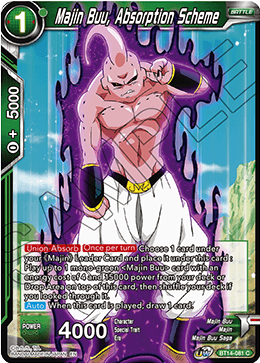 1
Majin Buu, Absorption Scheme
BATTLE
0 + 5000
Union Absorb Once per turn Choose 1 card under
your ≪Majin≫ Leader Card and place it under this card :
Play up to 1 mono-green <Majin Buu> card with an
energy cost of 4 and 15000 power from your deck or
Drop Area on top of this card, then shuffle your deck if
you looked through it.
Auto When this card is played, draw 1 card.
POWER
4000
Character
Majin Buu
Special Trait
Majin
Era
Majin Buu Saga
BT14-081 C